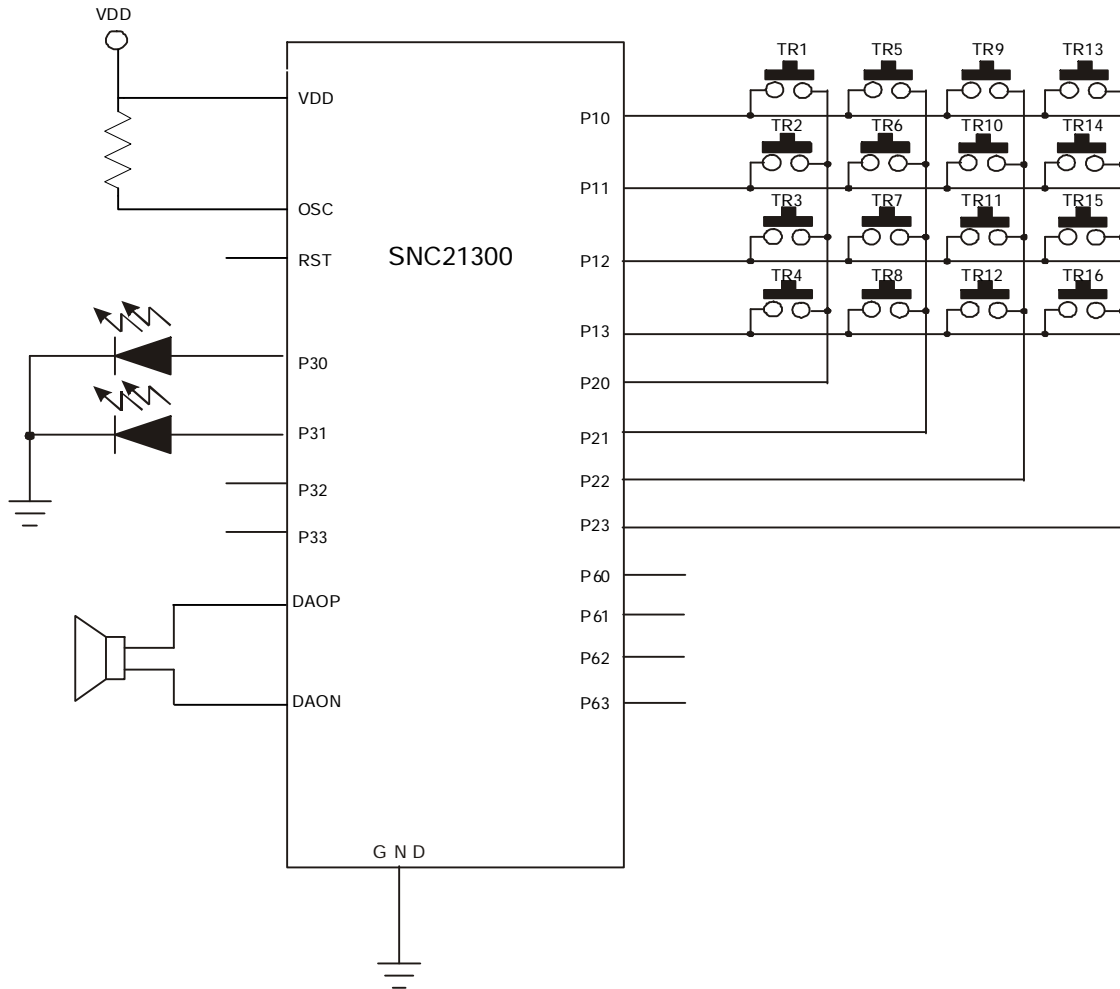 VDD
TR1 TR5 TR9 TR13
VDD
P10
TR2 TR6 TR10 TR14
P11
TR3 TR7 TR11 TR15
OSC
RST SNC21300 P12
TR4 TR8 TR12 TR16
P13
P30
P20
P31 P21
P32 P22
P33 P23
P60
DAOP
P61
P62
DAON P63
GND